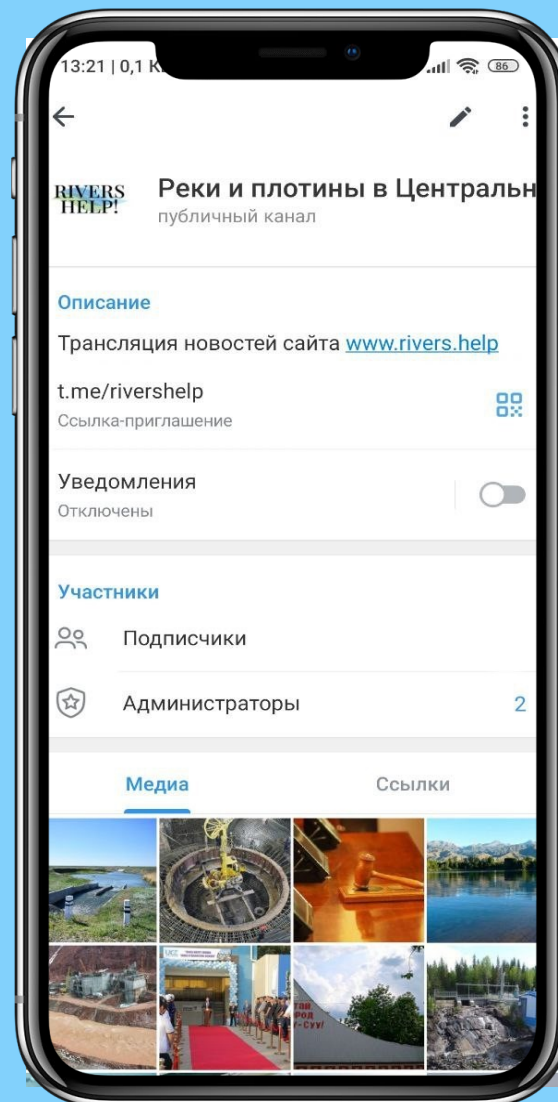 13:21 | 0,1 K
86
RIVERS
HELP!
Реки и плотины в Центральн
публичный канал
Описание
Трансляция новостей сайта www.rivers.help
t.me/rivershelp
Ссылка-приглашение
Уведомления
Отключены
Участники
Подписчики
Администраторы 2
Медиа Ссылки